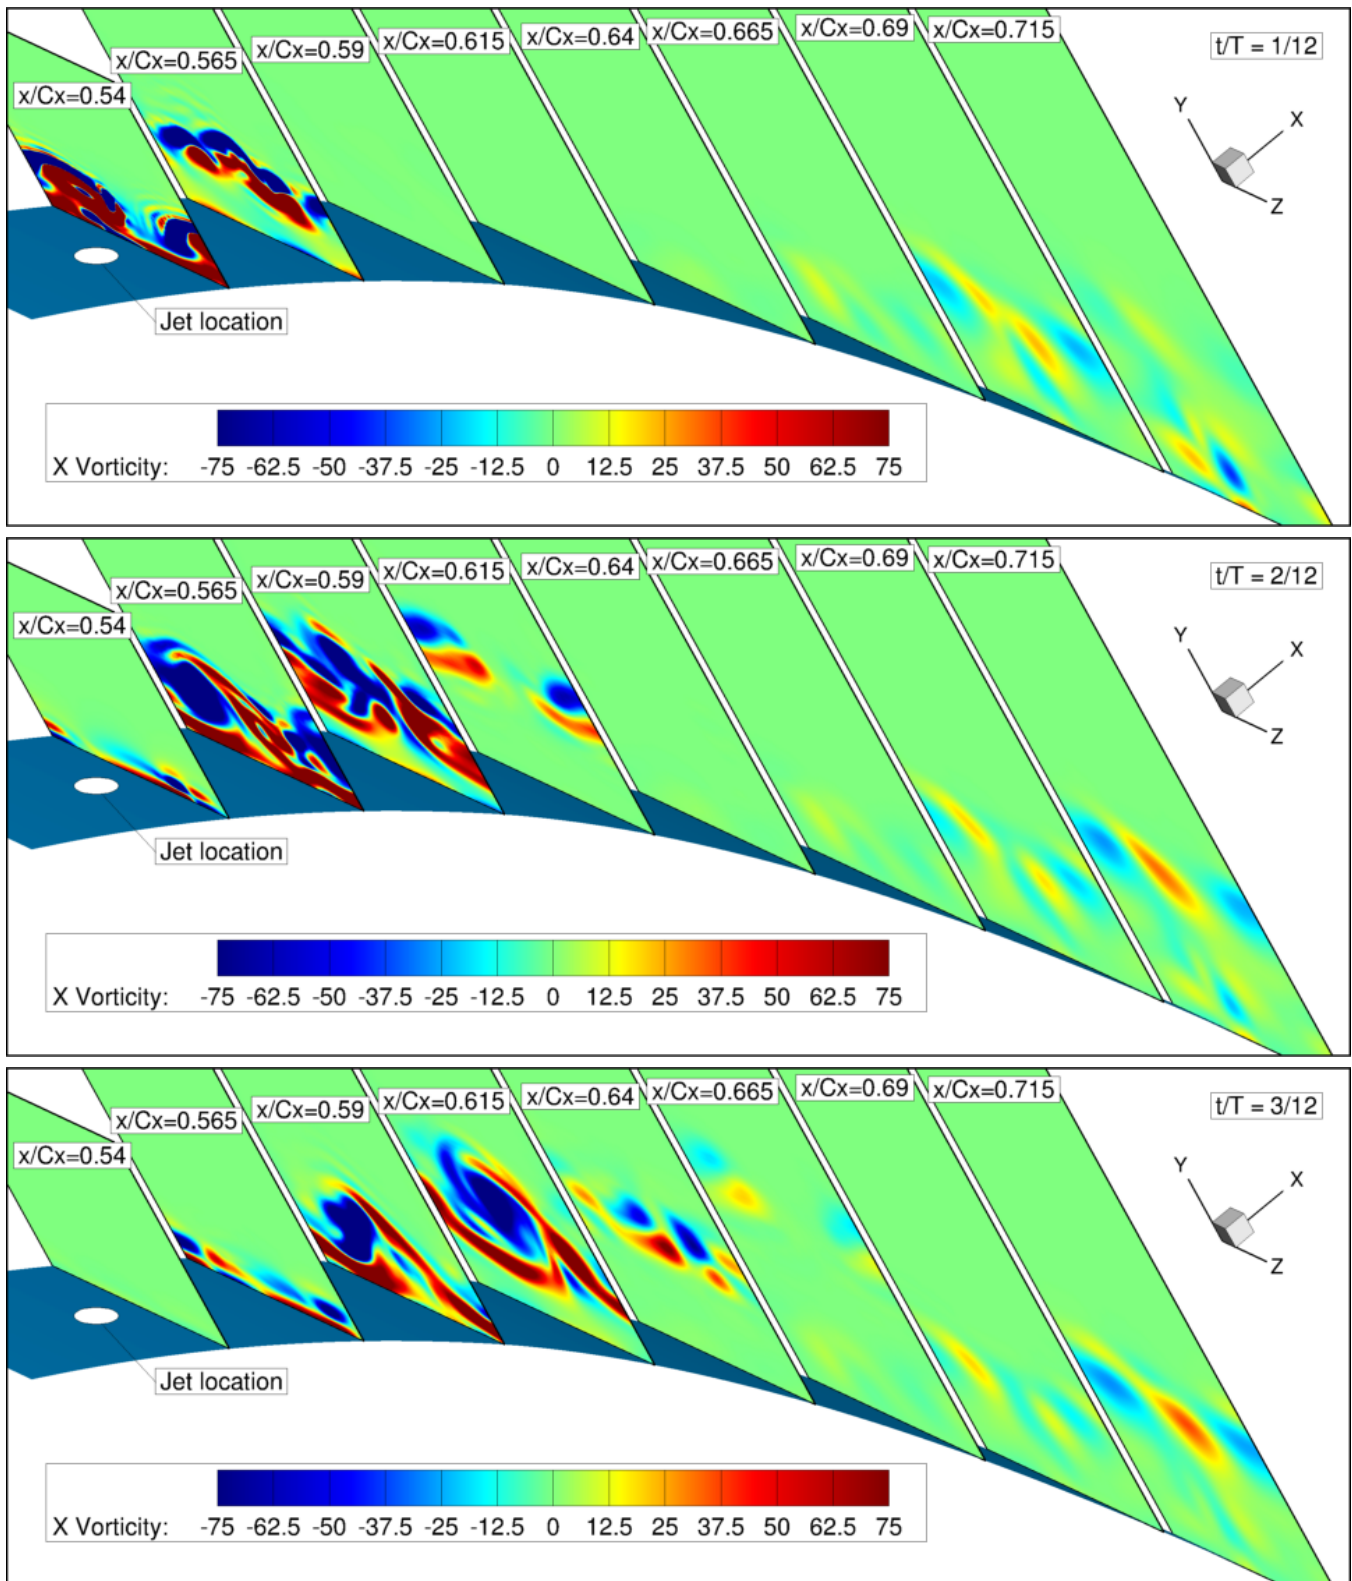 x/Cx=0.54
x/Cx=0.565
x/Cx=0.59
x/Cx=0.615
x/Cx=0.64
x/Cx=0.665
x/Cx=0.69
x/Cx=0.715
t/T = 1/12
Y
X
Z
Jet location
X Vorticity: -75 -62.5 -50 -37.5 -25 -12.5 0 12.5 25 37.5 50 62.5 75
x/Cx=0.54
x/Cx=0.565
x/Cx=0.59
x/Cx=0.615
x/Cx=0.64
x/Cx=0.665
x/Cx=0.69
x/Cx=0.715
t/T = 2/12
Y
X
Z
Jet location
X Vorticity: -75 -62.5 -50 -37.5 -25 -12.5 0 12.5 25 37.5 50 62.5 75
x/Cx=0.54
x/Cx=0.565
x/Cx=0.59
x/Cx=0.615
x/Cx=0.64
x/Cx=0.665
x/Cx=0.69
x/Cx=0.715
t/T = 3/12
Y
X
Z
Jet location
X Vorticity: -75 -62.5 -50 -37.5 -25 -12.5 0 12.5 25 37.5 50 62.5 75